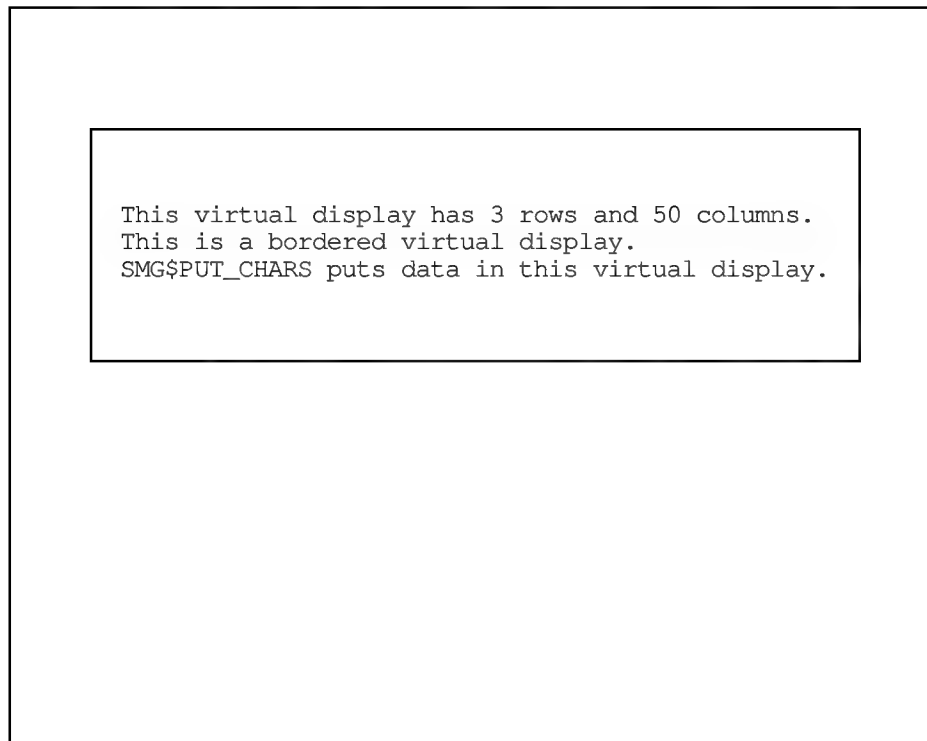 This virtual display has 3 rows and 50 columns.
This is a bordered virtual display.
SMG$PUT_CHARS puts data in this virtual display.